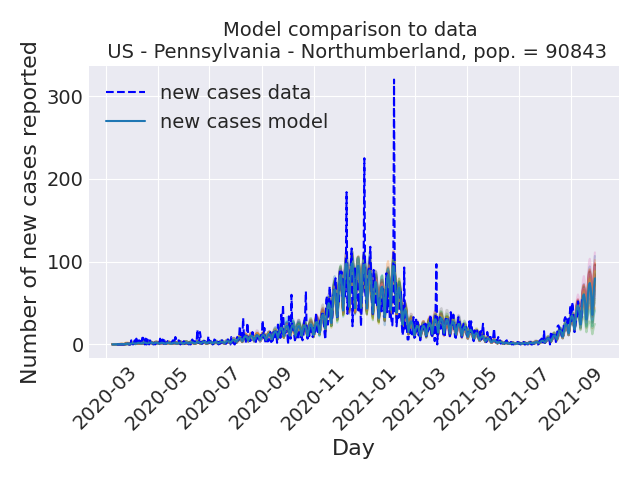 Model comparison to data
US - Pennsylvania - Northumberland, pop. = 90843
Number of new cases reported
300
200
100
0
new cases data
new cases model
2020-03
2020-05
2020-07
2020-09
2020-11
2021-01
2021-03
2021-05
2021-07
2021-09
Day